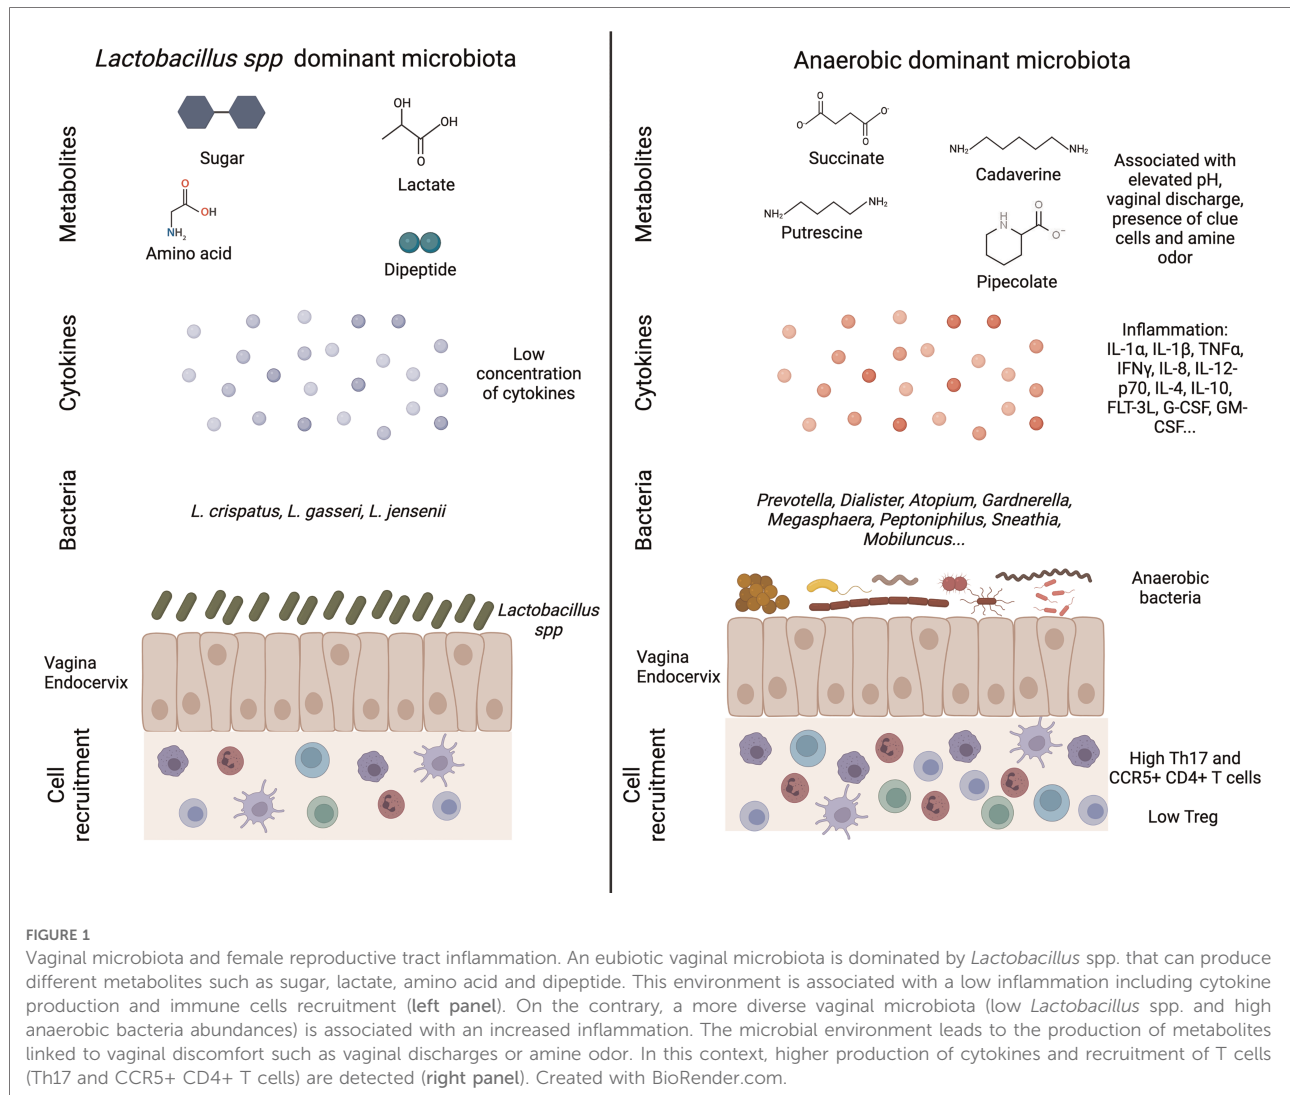 Lactobacillus spp dominant microbiota
Metabolites
Sugar
OH
OH
O
Lactate
O
OH
NH2
Amino acid
Dipeptide
Cytokines
Low
concentration
of cytokines
Bacteria
L. crispatus, L. gasseri, L. jensenii
Lactobacillus
spp
Vagina
Endocervix
Cell
recruitment
Anaerobic dominant microbiota
Metabolites
O
O-
O-
O
Succinate
NH2
NH2
Cadaverine
NH2
NH2
Putrescine
H
N
O
O-
Pipecolate
Associated with
elevated pH,
vaginal discharge,
presence of clue
cells and amine
odor
Cytokines
Inflammation:
IL-1α, IL-1β, TNFα,
IFNγ, IL-8, IL-12-
p70, IL-4, IL-10,
FLT-3L, G-CSF, GM-
CSF...
Bacteria
Prevotella, Dialister, Atopium, Gardnerella,
Megasphaera, Peptoniphilus, Sneathia,
Mobiluncus...
Anaerobic
bacteria
Vagina
Endocervix
Cell
recruitment
High Th17 and
CCR5+ CD4+ T cells
Low Treg
FIGURE 1
Vaginal microbiota and female reproductive tract inflammation. An eubiotic vaginal microbiota is dominated by Lactobacillus spp. that can produce
different metabolites such as sugar, lactate, amino acid and dipeptide. This environment is associated with a low inflammation including cytokine
production and immune cells recruitment (left panel). On the contrary, a more diverse vaginal microbiota (low Lactobacillus spp. and high
anaerobic bacteria abundances) is associated with an increased inflammation. The microbial environment leads to the production of metabolites
linked to vaginal discomfort such as vaginal discharges or amine odor. In this context, higher production of cytokines and recruitment of T cells
(Th17 and CCR5+ CD4+ T cells) are detected (right panel). Created with BioRender.com.